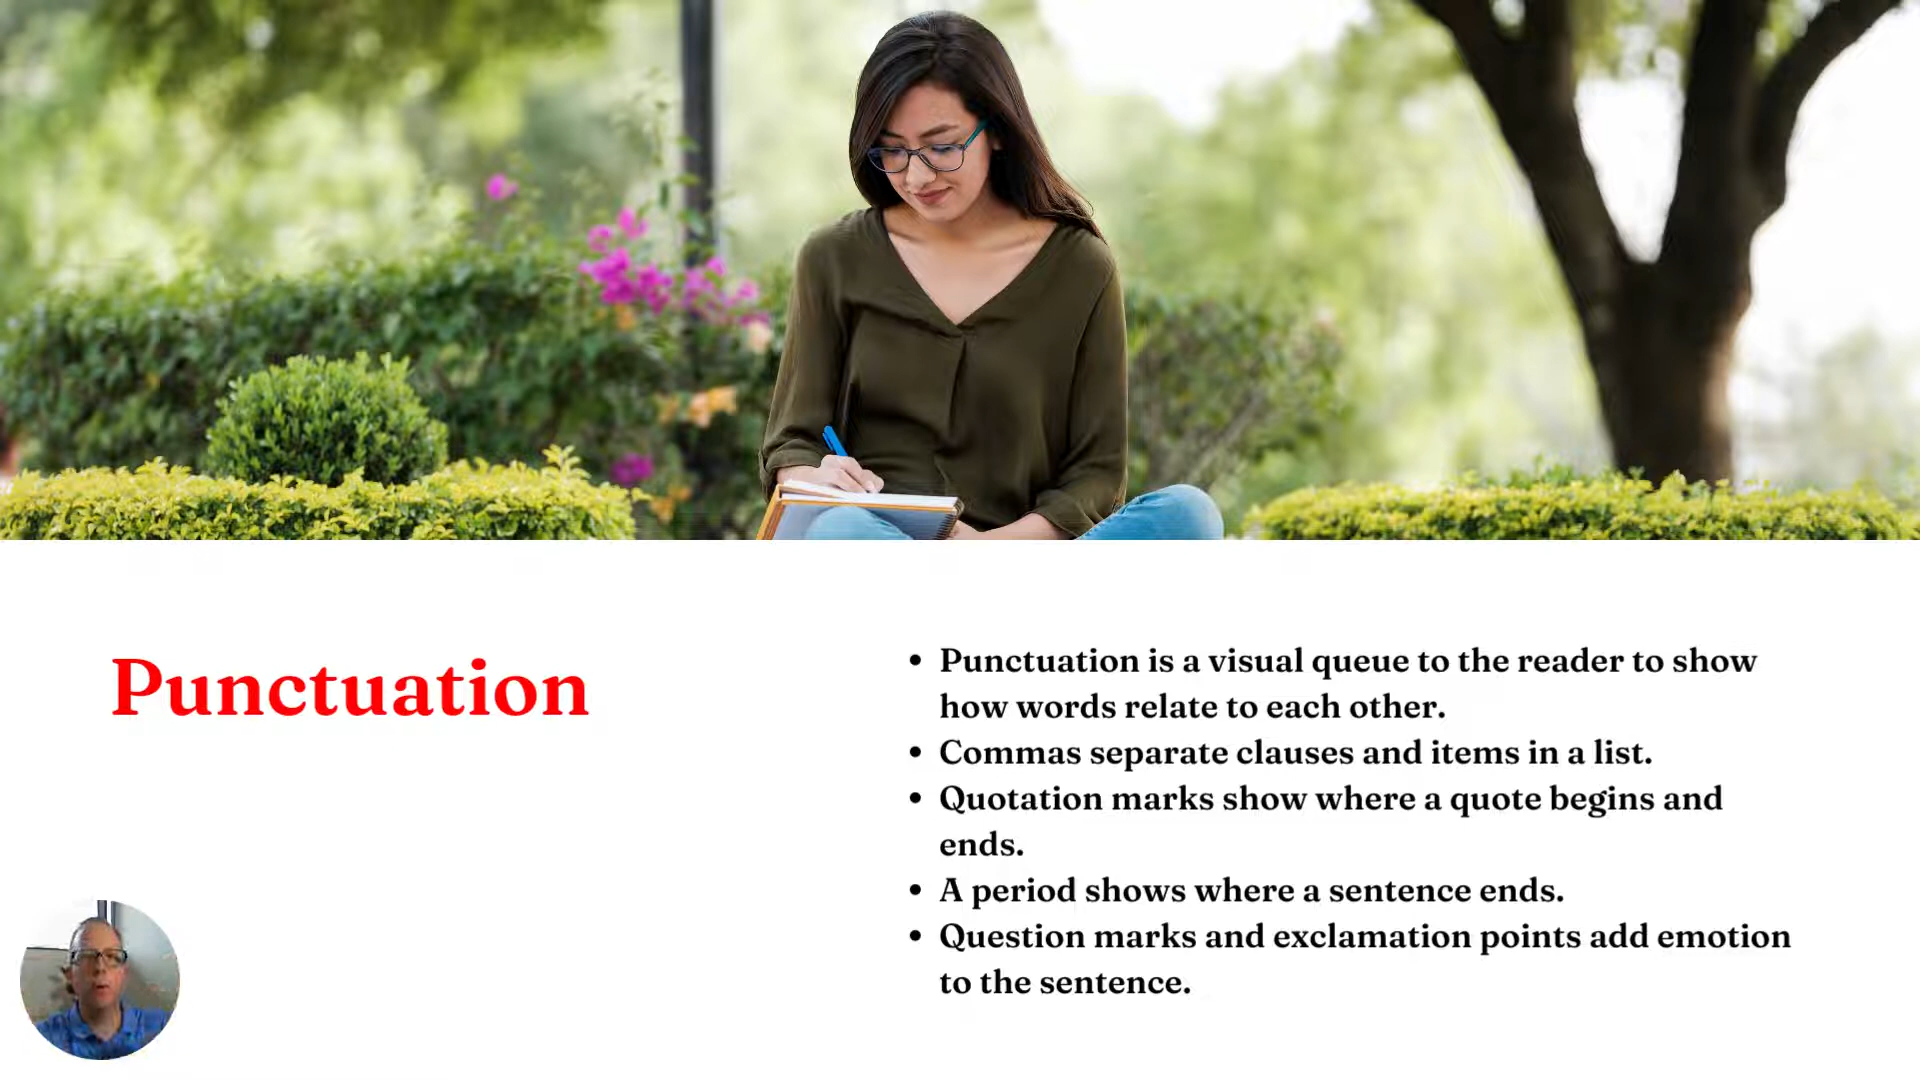 Punctuation
• Punctuation is a visual queue to the reader to show
how words relate to each other.
• Commas separate clauses and items in a list.
• Quotation marks show where a quote begins and
ends.
• A period shows where a sentence ends.
• Question marks and exclamation points add emotion
to the sentence.